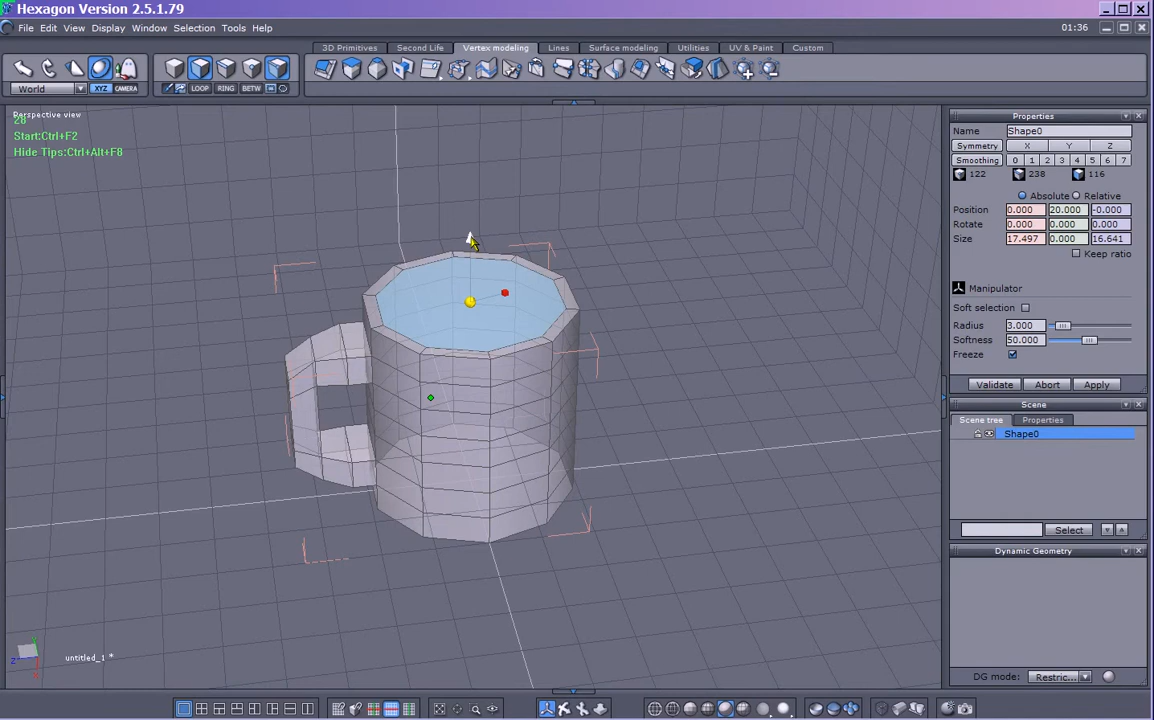 Hexagon Version 2.5.1.79
File Edit View Display Window Selection Tools Help
01:36
3D Primitives Second Life Vertex modeling Lines Surface modeling Utilities UV & Paint Custom
World XYZ CAMERA LOOP RING BETW
Perspective view
28
Start:Ctrl+F2
Hide Tips:Ctrl+Alt+F8
Properties
Name Shape0
Symmetry X Y Z
Smoothing 0 1 2 3 4 5 6 7
122 238 116
Absolute Relative
Position 0.000 20.000 -0.000
Rotate 0.000 0.000 0.000
Size 17.497 0.000 16.641
Keep ratio
Manipulator
Soft selection
Radius 3.000
Softness 50.000
Freeze
Validate Abort Apply
Scene
Scene tree Properties
Shape0
Select
Dynamic Geometry
DG mode: Restric...
Y
Z
X
untitled_1 *